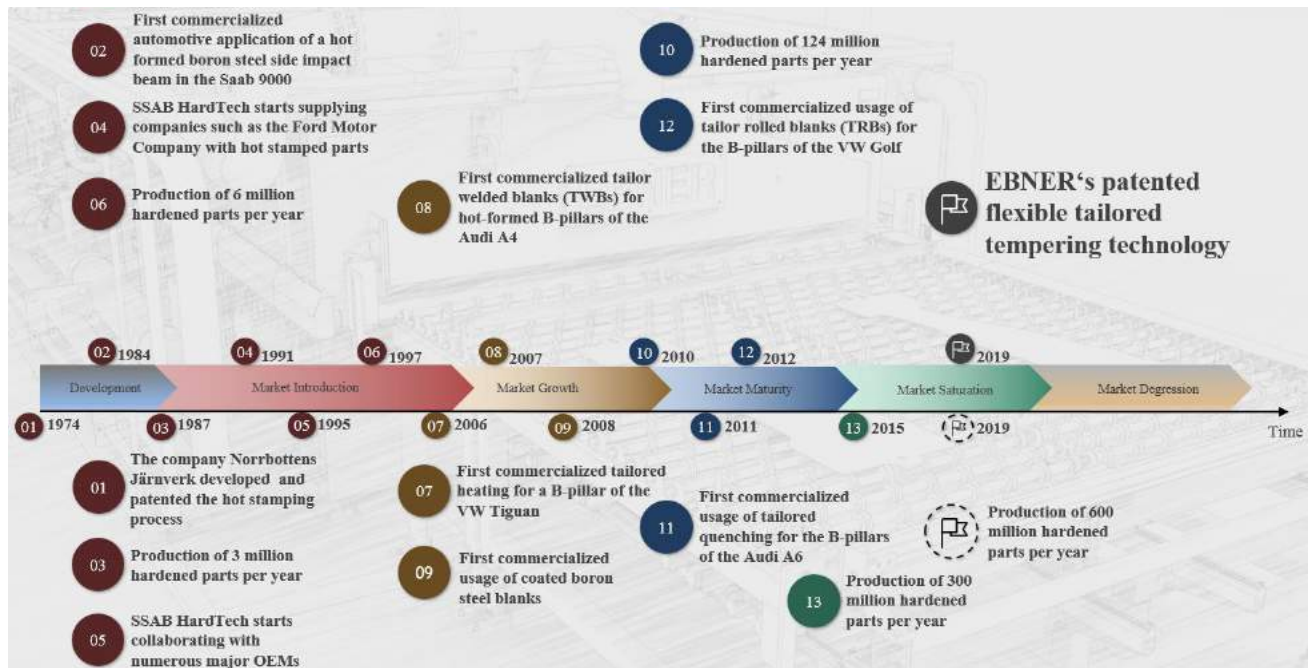 02
First commercialized
automotive application of a hot
formed boron steel side impact
beam in the Saab 9000
04
SSAB HardTech starts supplying
companies such as the Ford Motor
Company with hot stamped parts
06
Production of 6 million
hardened parts per year
08
First commercialized tailor
welded blanks (TWBs) for
hot-formed B-pillars of the
Audi A4
10
Production of 124 million
hardened parts per year
12
First commercialized usage of
tailor rolled blanks (TRBs) for
the B-pillars of the VW Golf
EBNER‘s patented
flexible tailored
tempering technology
02 1984
04 1991
06 1997
08 2007
10 2010
12 2012
2019
Development
Market Introduction
Market Growth
Market Maturity
Market Saturation
Market Degression
01 1974
03 1987
05 1995
07 2006
09 2008
11 2011
13 2015
2019
Time
01
The company Norrbottens
Järnverk developed and
patented the hot stamping
process
03
Production of 3 million
hardened parts per year
05
SSAB HardTech starts
collaborating with
numerous major OEMs
07
First commercialized tailored
heating for a B-pillar of the
VW Tiguan
09
First commercialized
usage of coated boron
steel blanks
11
First commercialized
usage of tailored
quenching for the B-pillars
of the Audi A6
13
Production of 300
million hardened
parts per year
Production of 600
million hardened
parts per year